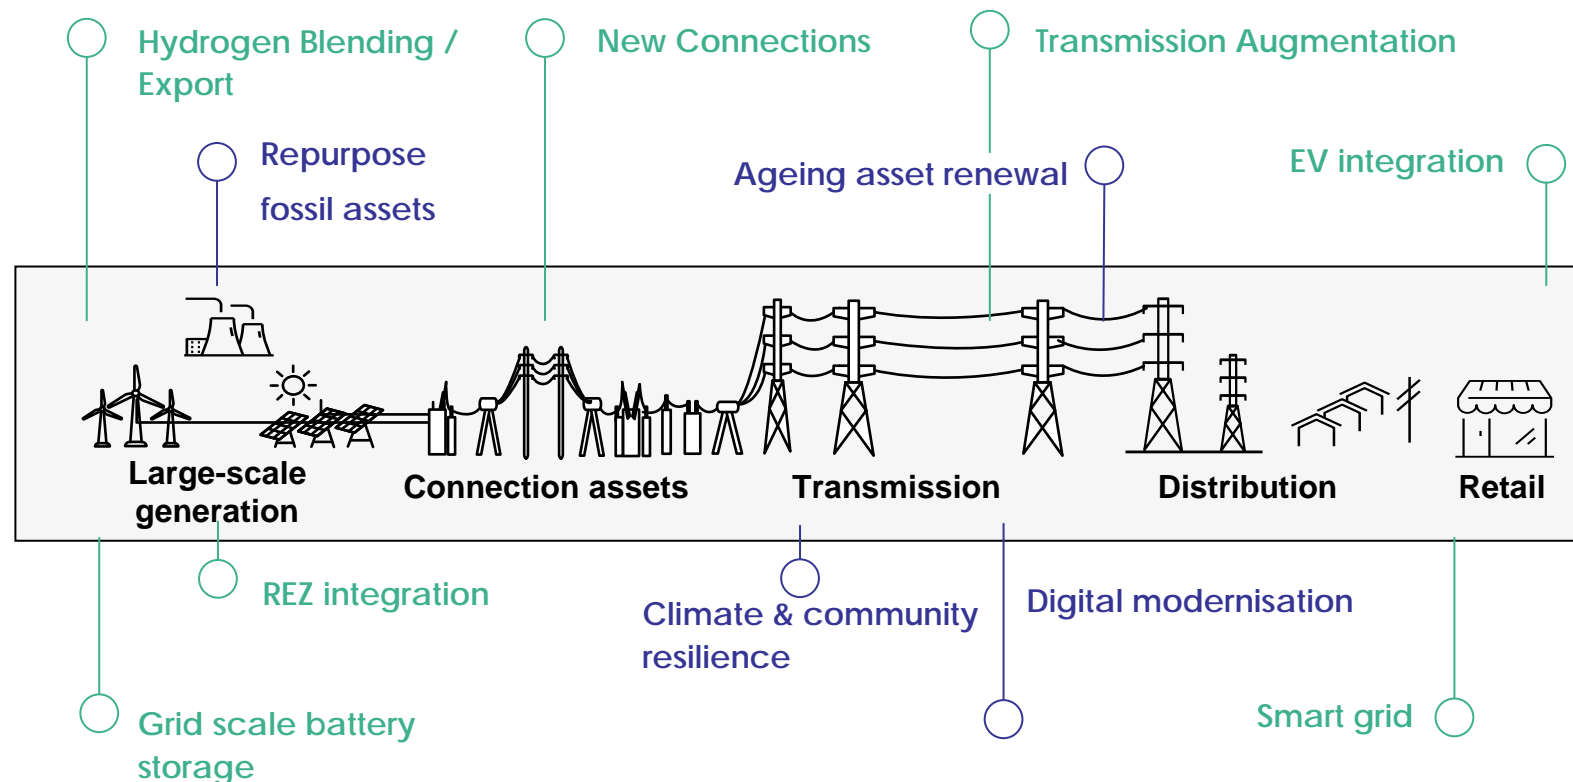 Hydrogen Blending /
Export
New Connections
Transmission Augmentation
Repurpose
fossil assets
Ageing asset renewal
EV integration
Large-scale
generation
Connection assets
Transmission
Distribution
Retail
REZ integration
Climate & community
resilience
Digital modernisation
Grid scale battery
storage
Smart grid